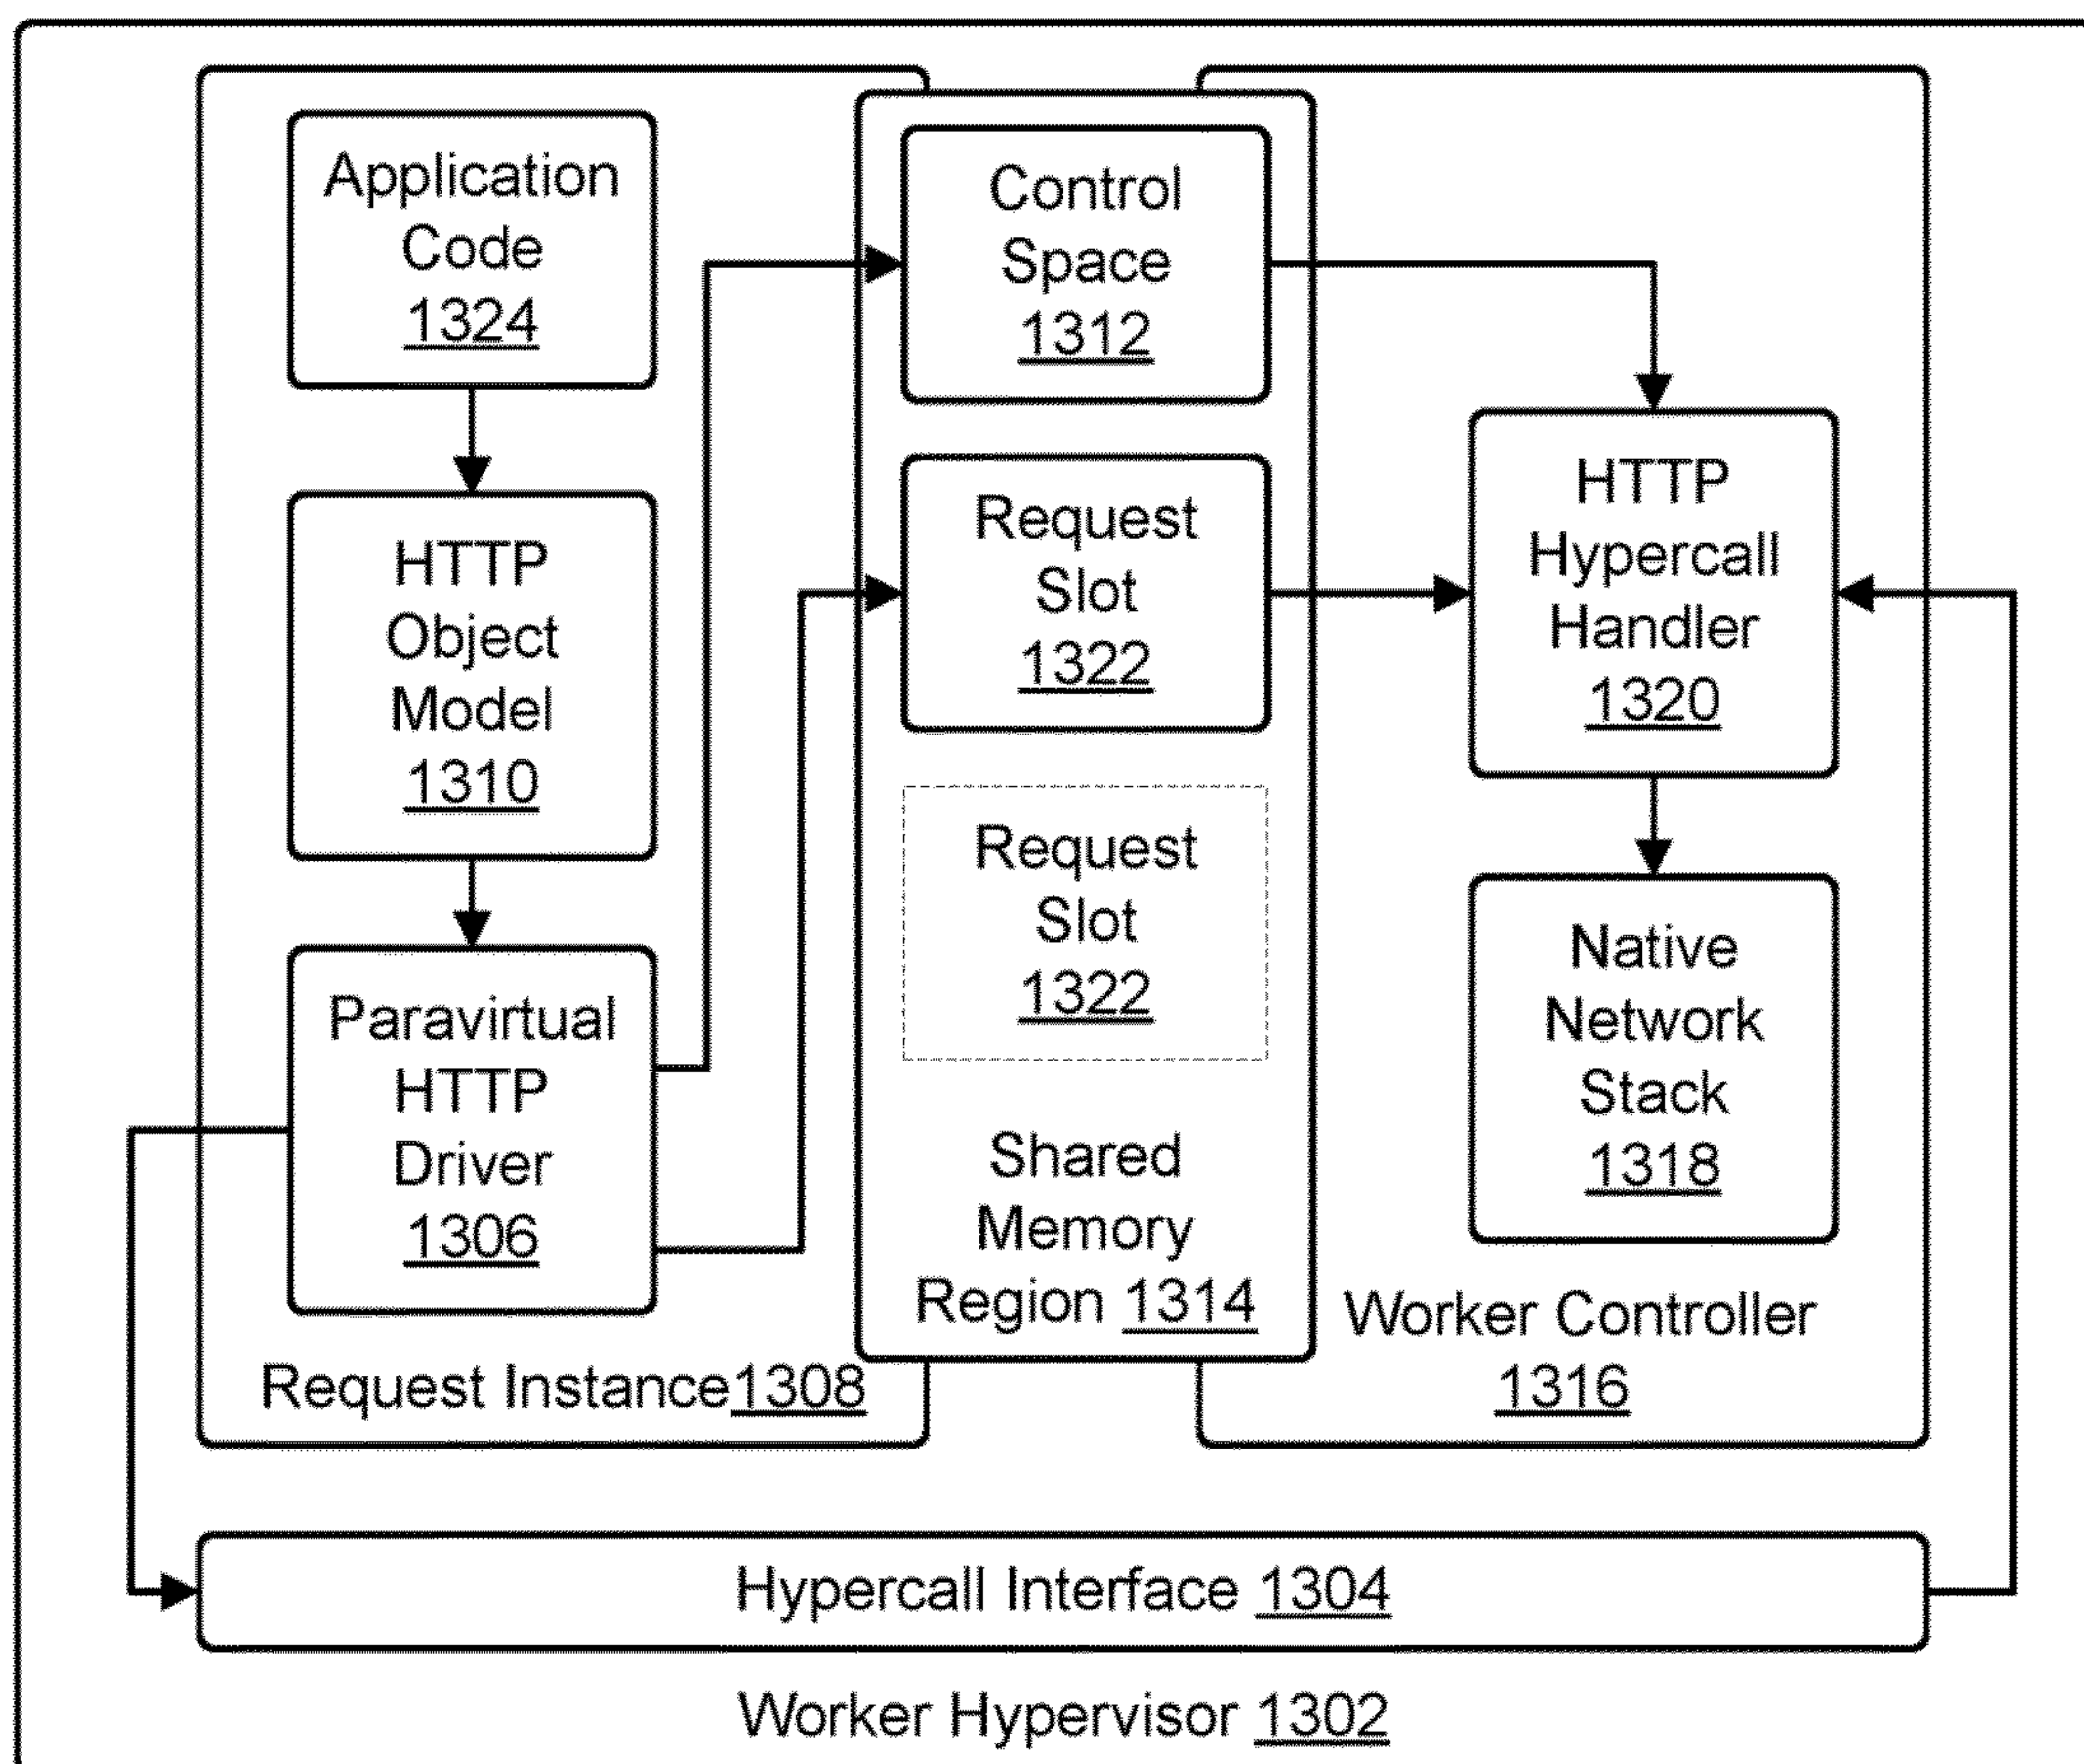 Application
Code
1324
HTTP
Object
Model
1310
Paravirtual
HTTP
Driver
1306
Request Instance1308
Control
Space
1312
Request
Slot
1322
Request
Slot
1322
Shared
Memory
Region 1314
HTTP
Hypercall
Handler
1320
Native
Network
Stack
1318
Worker Controller
1316
Hypercall Interface 1304
Worker Hypervisor 1302